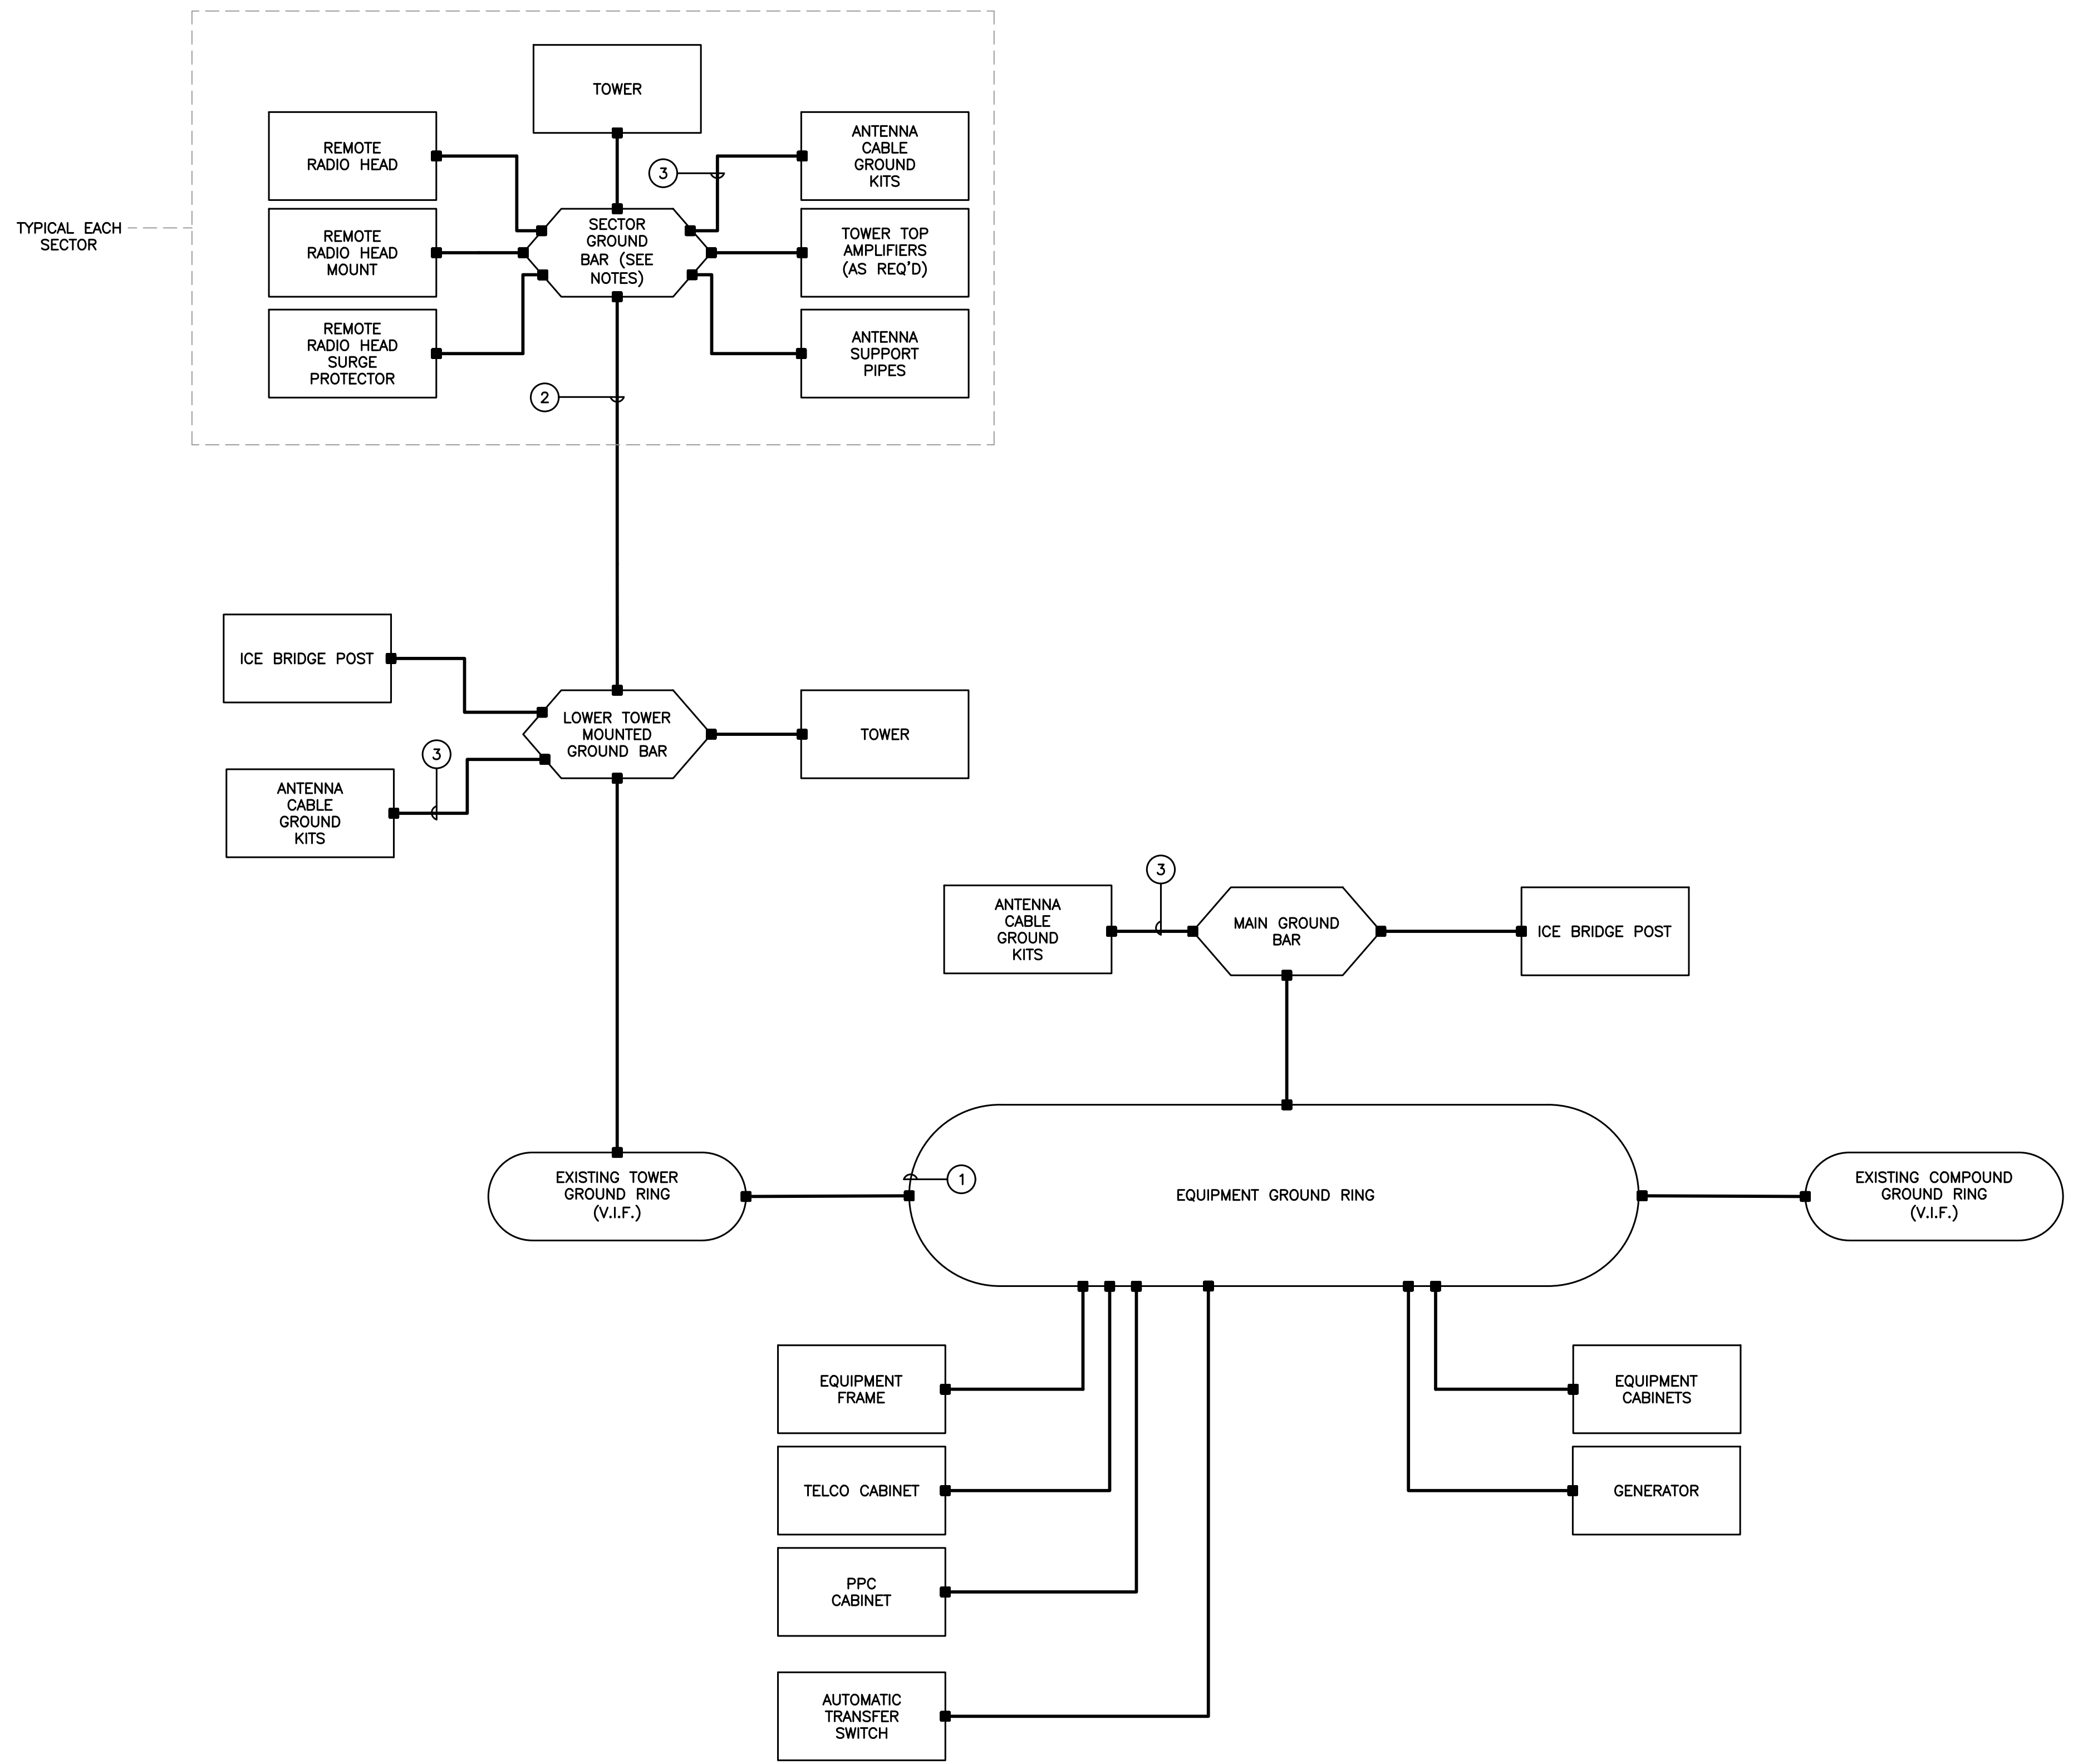 TOWER
REMOTE
RADIO HEAD
3
ANTENNA
CABLE
GROUND
KITS
TYPICAL EACH
SECTOR
REMOTE
RADIO HEAD
MOUNT
SECTOR
GROUND
BAR (SEE
NOTES)
TOWER TOP
AMPLIFIERS
(AS REQ'D)
REMOTE
RADIO HEAD
SURGE
PROTECTOR
ANTENNA
SUPPORT
PIPES
2
ICE BRIDGE POST
LOWER TOWER
MOUNTED
GROUND BAR
TOWER
3
ANTENNA
CABLE
GROUND
KITS
3
ANTENNA
CABLE
GROUND
KITS
MAIN GROUND
BAR
ICE BRIDGE POST
EXISTING TOWER
GROUND RING
(V.I.F.)
1
EQUIPMENT GROUND RING
EXISTING COMPOUND
GROUND RING
(V.I.F.)
EQUIPMENT
FRAME
EQUIPMENT
CABINETS
TELCO CABINET
GENERATOR
PPC
CABINET
AUTOMATIC
TRANSFER
SWITCH